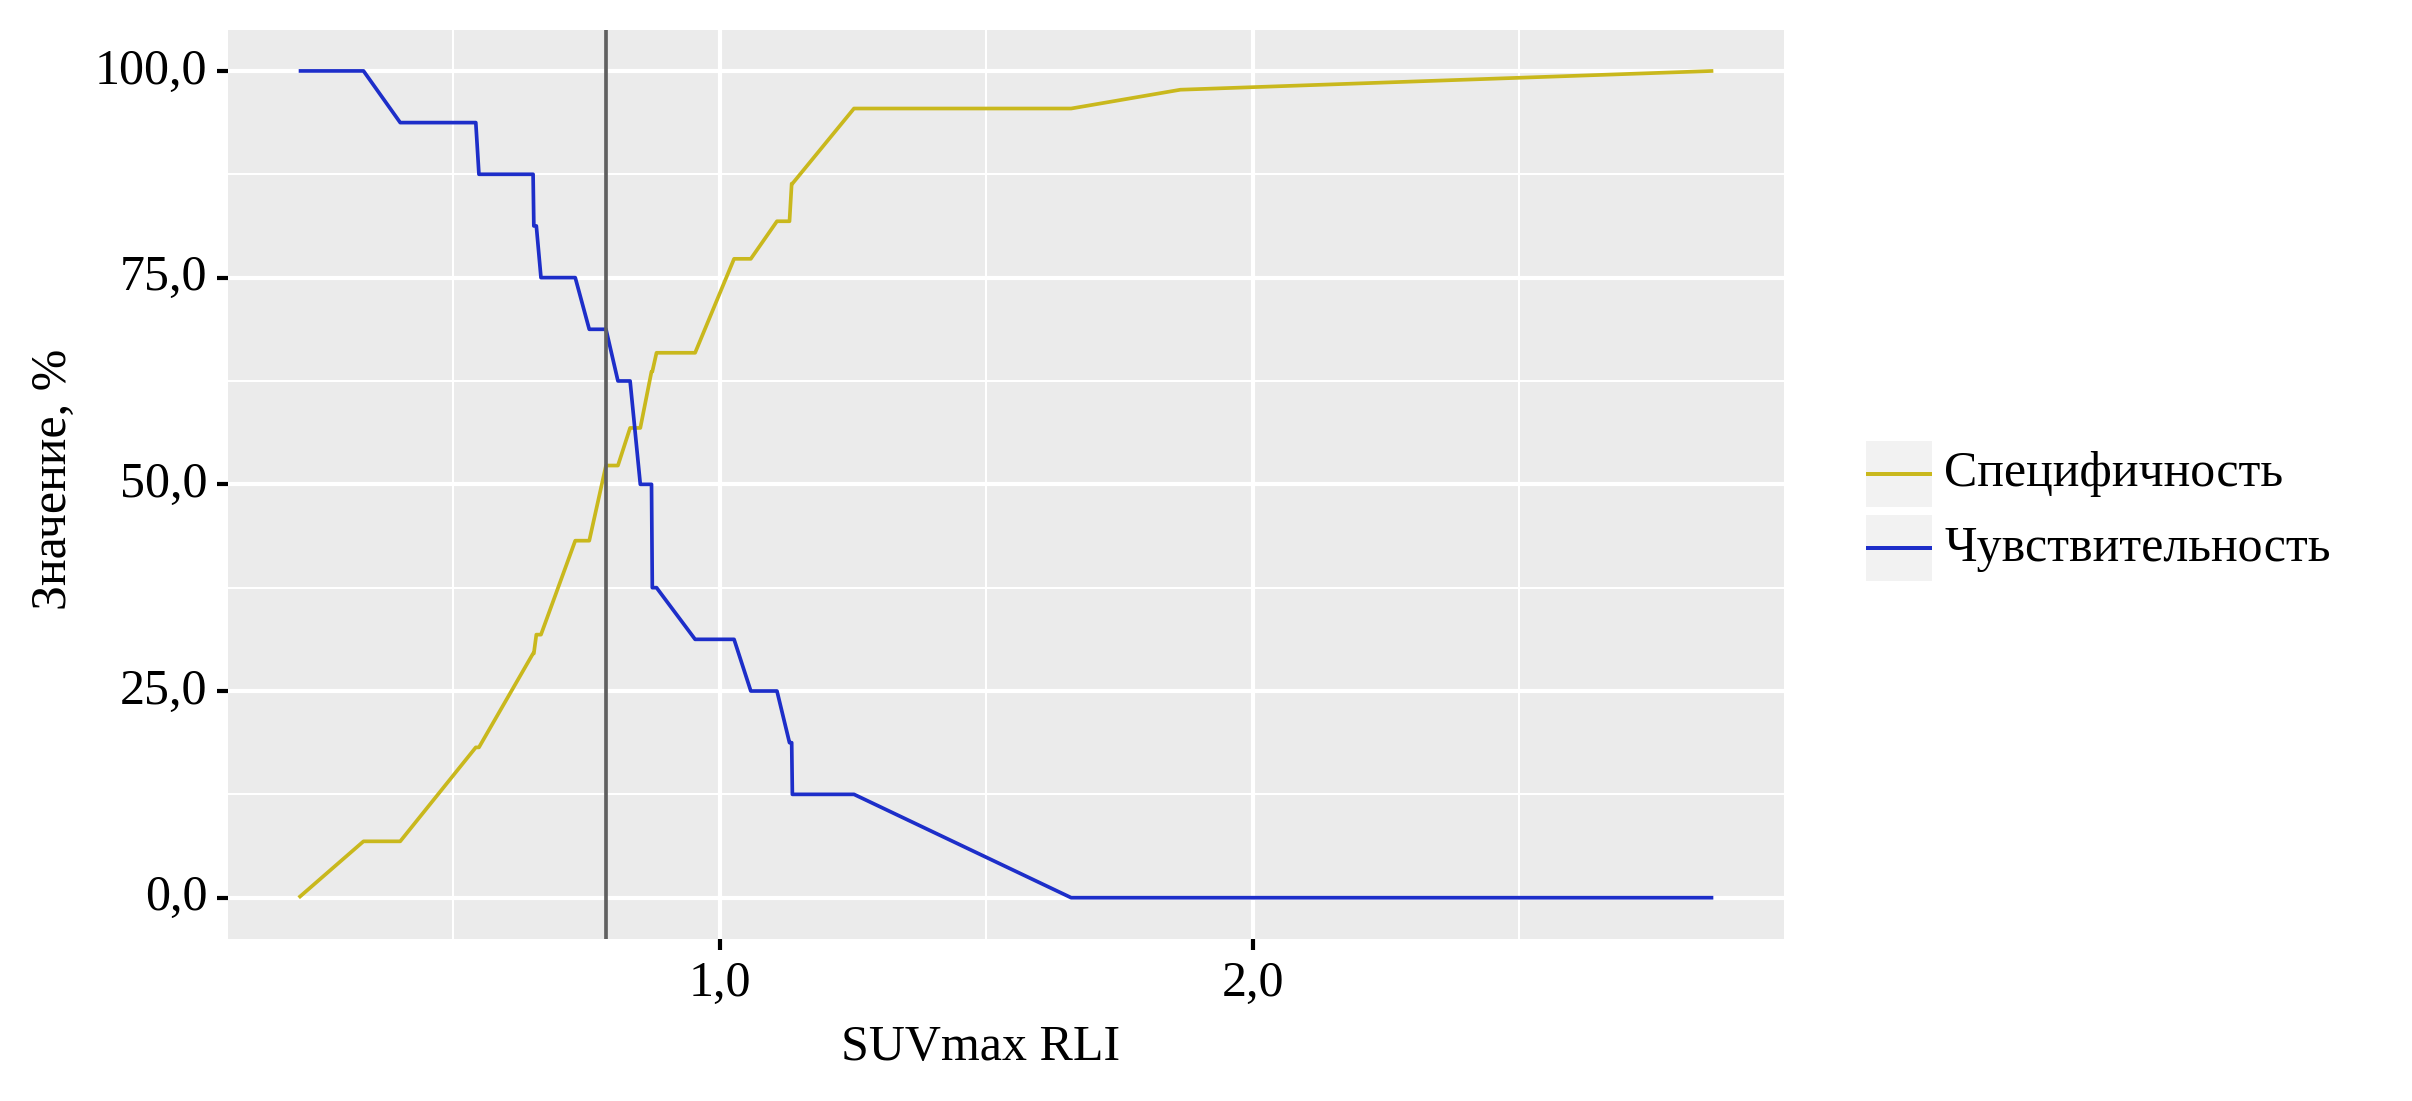 Значение, %
100,0
75,0
50,0
25,0
0,0
1,0
2,0
SUVmax RLI
Специфичность
Чувствительность